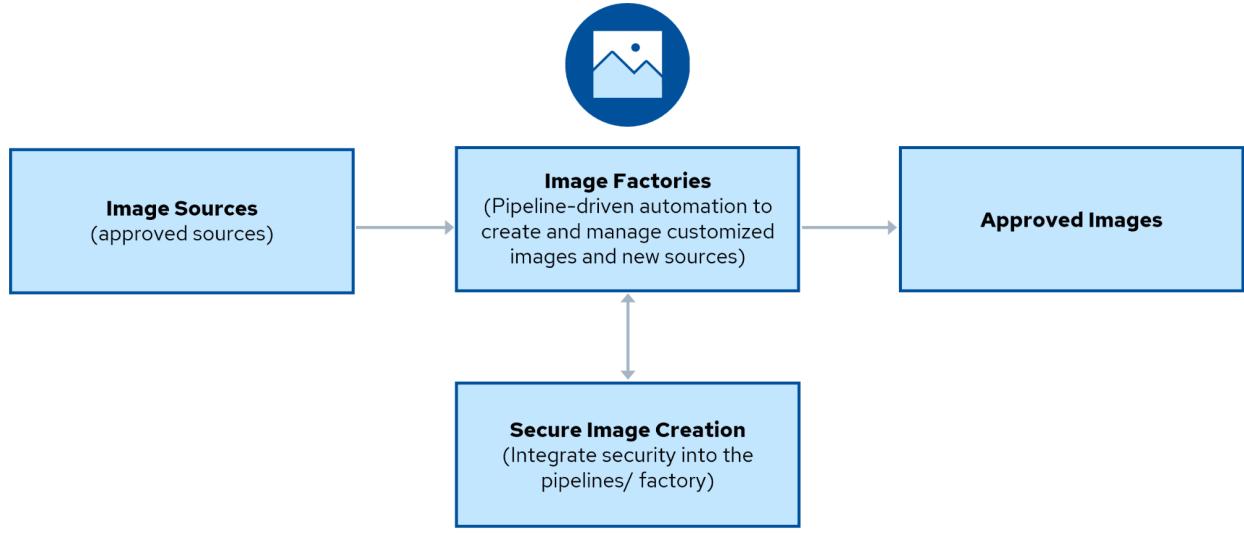 Image Sources
(approved sources)
Image Factories
(Pipeline-driven automation to
create and manage customized
images and new sources)
Approved Images
Secure Image Creation
(Integrate security into the
pipelines/ factory)